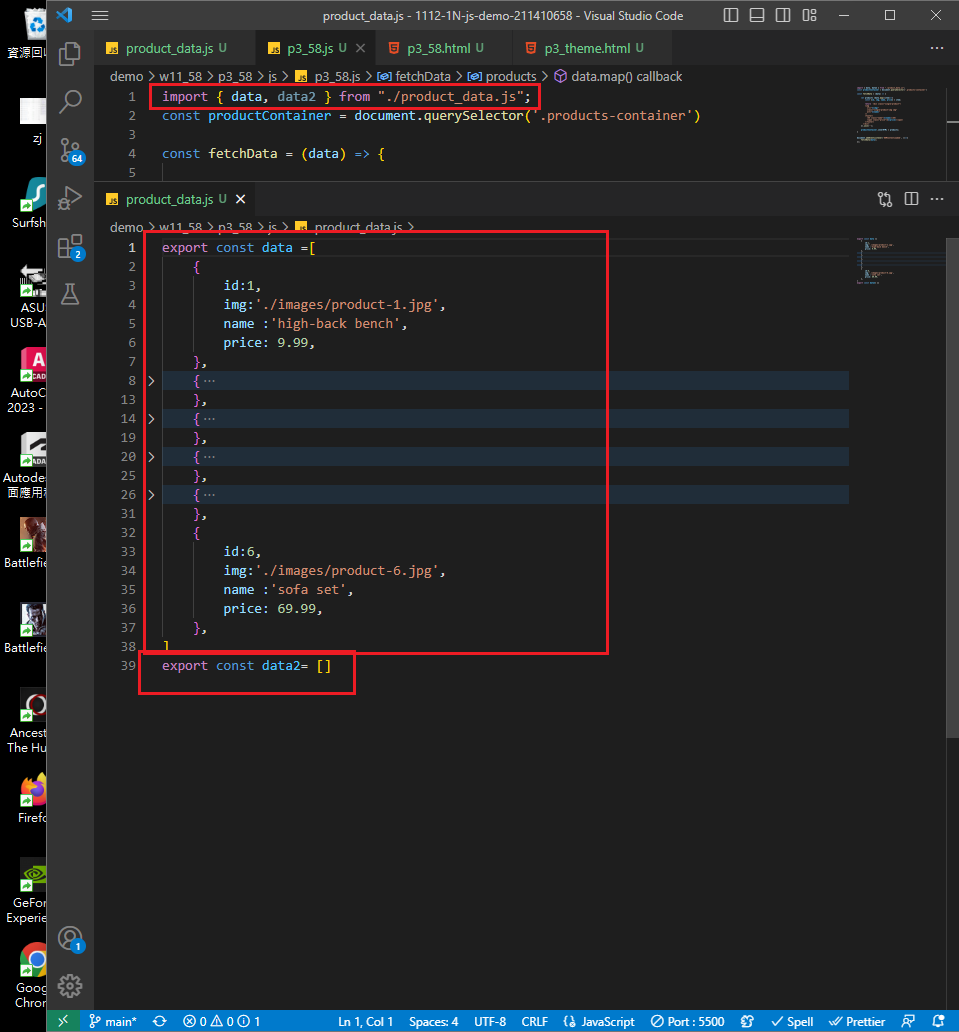 product_data.js - 1112-1N-js-demo-211410658 - Visual Studio Code
product_data.js U
p3_58.js U
p3_58.html U
p3_theme.html U
demo > w11_58 > p3_58 > js > p3_58.js > fetchData > products > data.map() callback
1 import { data, data2 } from "./product_data.js";
2 const productContainer = document.querySelector('.products-container')
3
4 const fetchData = (data) => {
5
product_data.js U
demo > w11_58 > p3_58 > js > product_data.js >
1 export const data =[
2 {
3 id:1,
4 img:'./images/product-1.jpg',
5 name :'high-back bench',
6 price: 9.99,
7 },
8 { ···
13 },
14 { ···
19 },
20 { ···
25 },
26 { ···
31 },
32 {
33 id:6,
34 img:'./images/product-6.jpg',
35 name :'sofa set',
36 price: 69.99,
37 },
38 ]
39 export const data2= []
64
2
1
zj
Surfsh
ASU
USB-A
AutoC
2023 -
Autode
面應用
Battlefie
Battlefie
Ancest
The Hu
Firefo
GeFor
Experie
Goog
Chron
main*
0 0 1
Ln 1, Col 1
Spaces: 4
UTF-8
CRLF
JavaScript
Port : 5500
Spell
Prettier